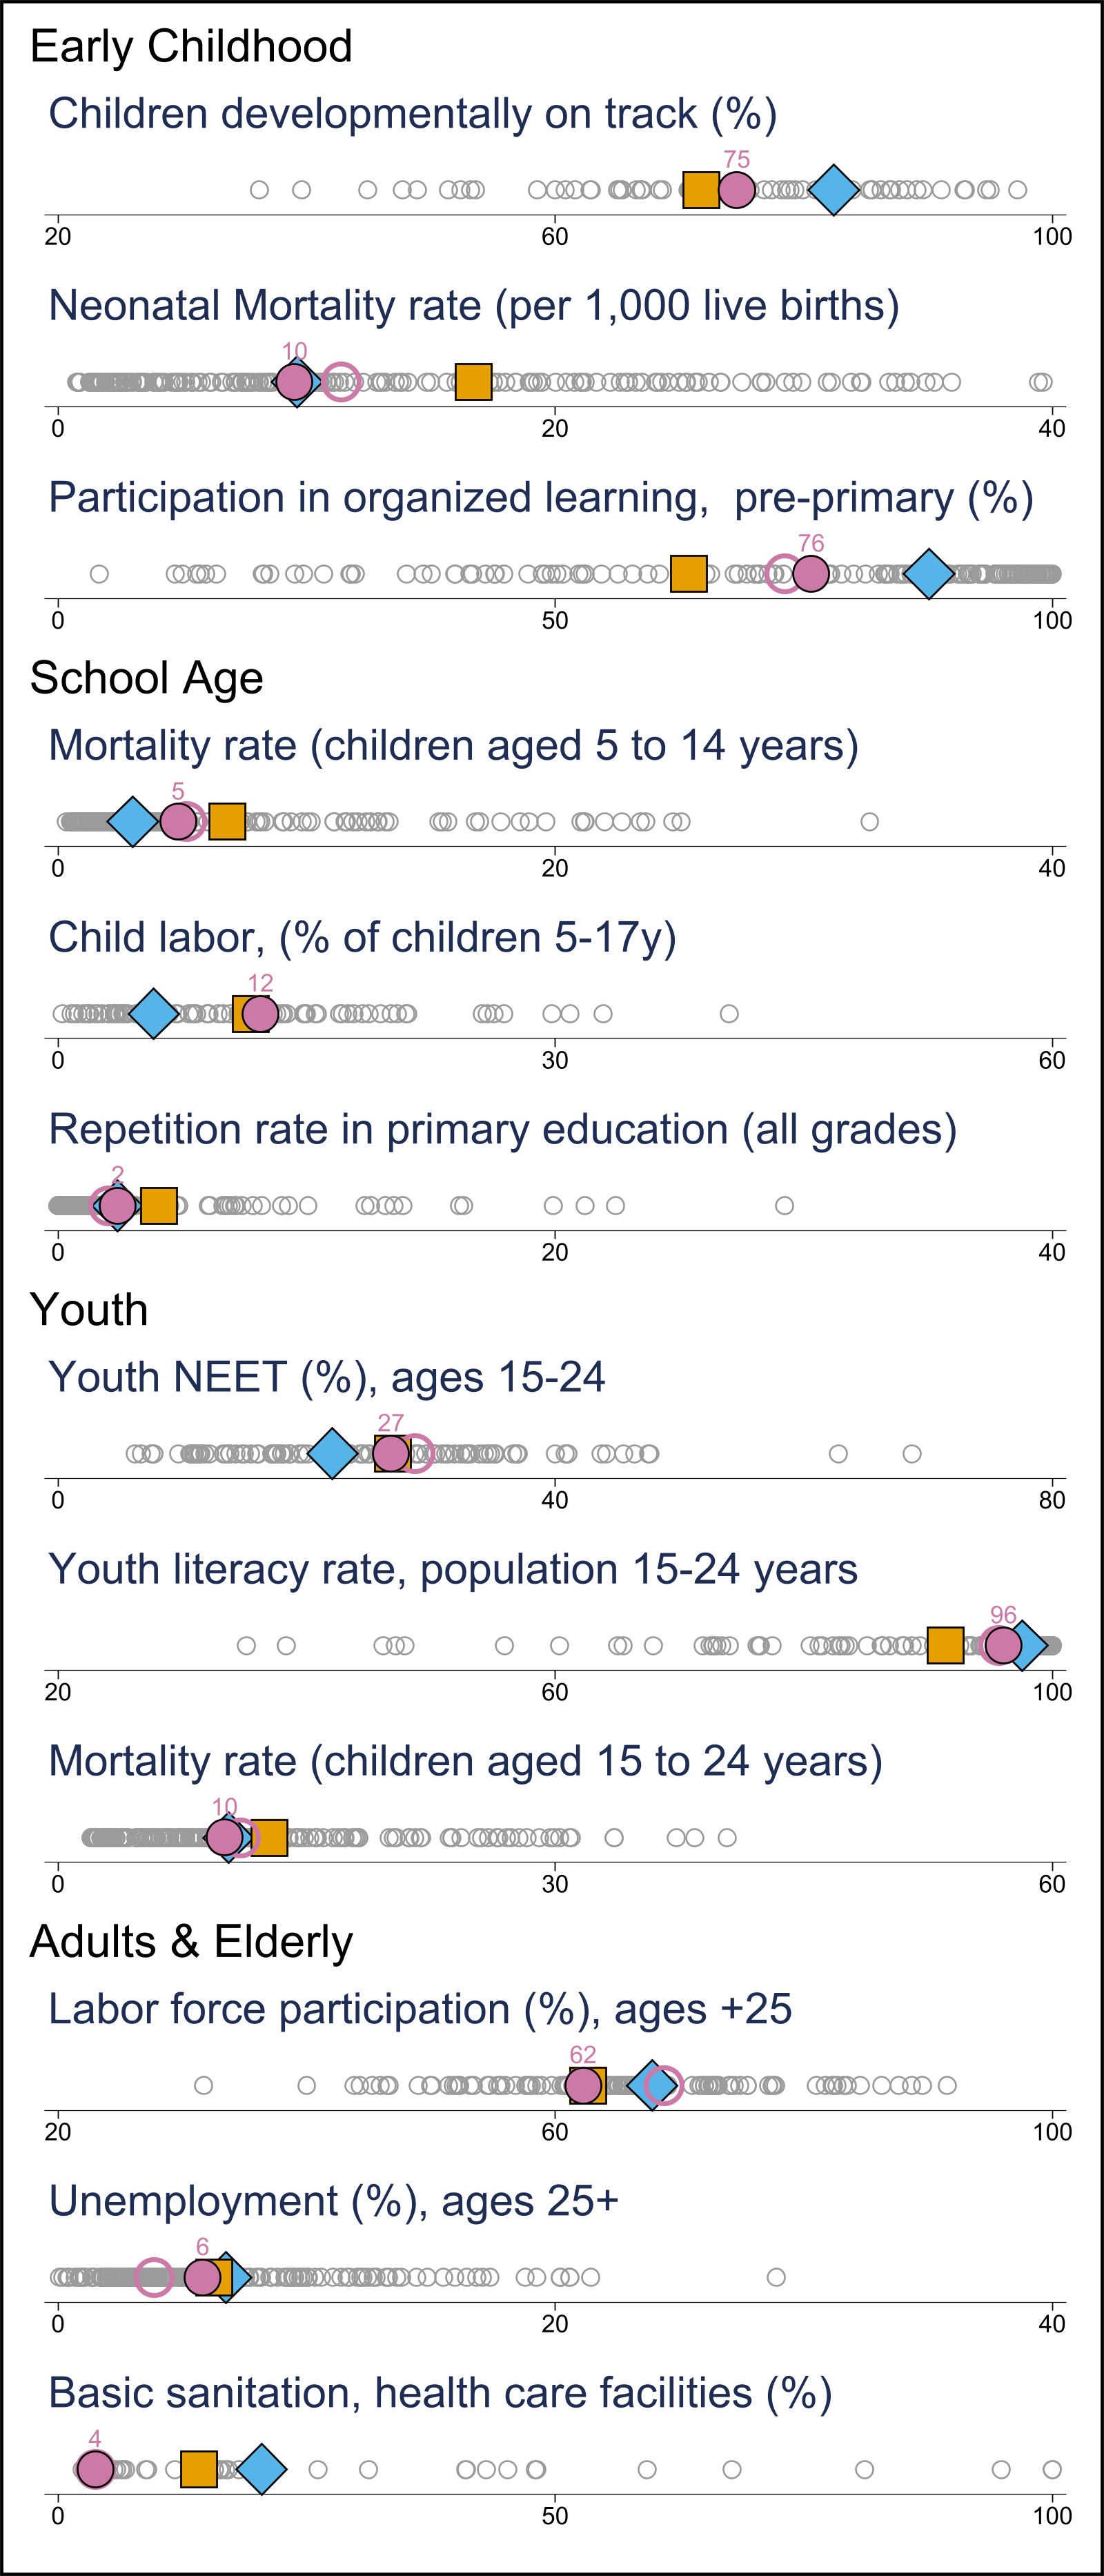 Early Childhood
Children developmentally on track (%)
75
20 60 100
Neonatal Mortality rate (per 1,000 live births)
10
0 20 40
Participation in organized learning,  pre-primary (%)
76
0 50 100
School Age
Mortality rate (children aged 5 to 14 years)
5
0 20 40
Child labor, (% of children 5-17y)
12
0 30 60
Repetition rate in primary education (all grades)
2
0 20 40
Youth
Youth NEET (%), ages 15-24
27
0 40 80
Youth literacy rate, population 15-24 years
96
20 60 100
Mortality rate (children aged 15 to 24 years)
10
0 30 60
Adults & Elderly
Labor force participation (%), ages +25
62
20 60 100
Unemployment (%), ages 25+
6
0 20 40
Basic sanitation, health care facilities (%)
4
0 50 100